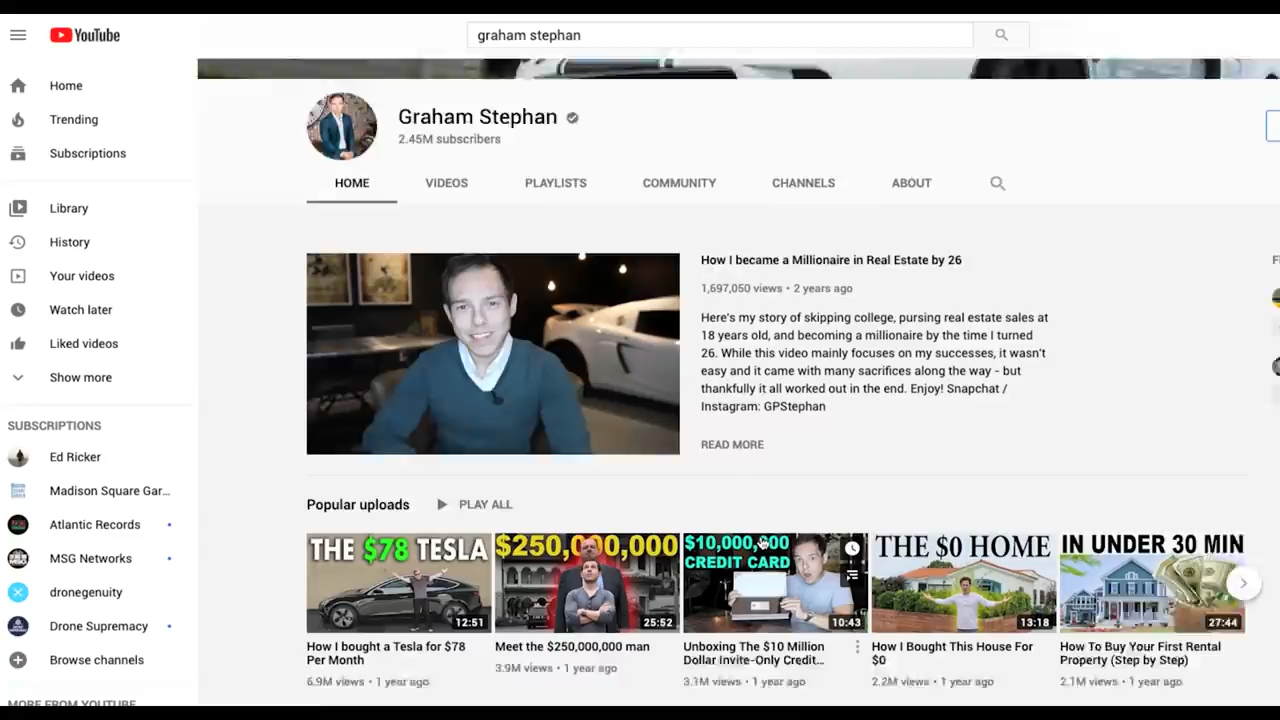 YouTube
graham stephan
Home
Trending
Subscriptions
Library
History
Your videos
Watch later
Liked videos
Show more
SUBSCRIPTIONS
Ed Ricker
Madison Square Gar...
Atlantic Records
MSG Networks
dronegenuity
Drone Supremacy
Browse channels
MORE FROM YOUTUBE
Graham Stephan
2.45M subscribers
HOME VIDEOS PLAYLISTS COMMUNITY CHANNELS ABOUT
How I became a Millionaire in Real Estate by 26
1,697,050 views • 2 years ago
Here's my story of skipping college, pursing real estate sales at
18 years old, and becoming a millionaire by the time I turned
26. While this video mainly focuses on my successes, it wasn't
easy and it came with many sacrifices along the way - but
thankfully it all worked out in the end. Enjoy! Snapchat /
Instagram: GPStephan
READ MORE
Popular uploads PLAY ALL
THE $78 TESLA
12:51
How I bought a Tesla for $78
Per Month
6.9M views • 1 year ago
$250,000,000
25:52
Meet the $250,000,000 man
3.9M views • 1 year ago
$10,000,000
CREDIT CARD
10:43
Unboxing The $10 Million
Dollar Invite-Only Credit...
3.1M views • 1 year ago
THE $0 HOME
13:18
How I Bought This House For
$0
2.2M views • 1 year ago
IN UNDER 30 MIN
27:44
How To Buy Your First Rental
Property (Step by Step)
2.1M views • 1 year ago